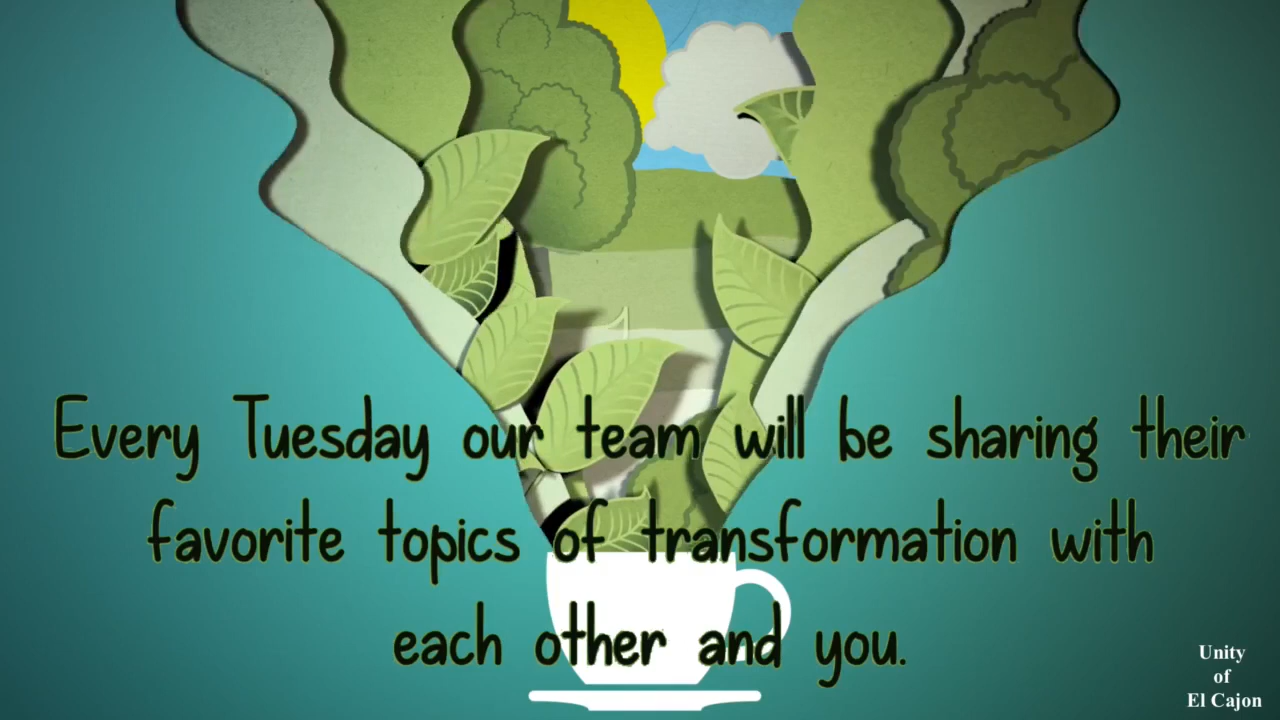 Every Tuesday our team will be sharing their
favorite topics of transformation with
each other and you.
Unity
of
El Cajon